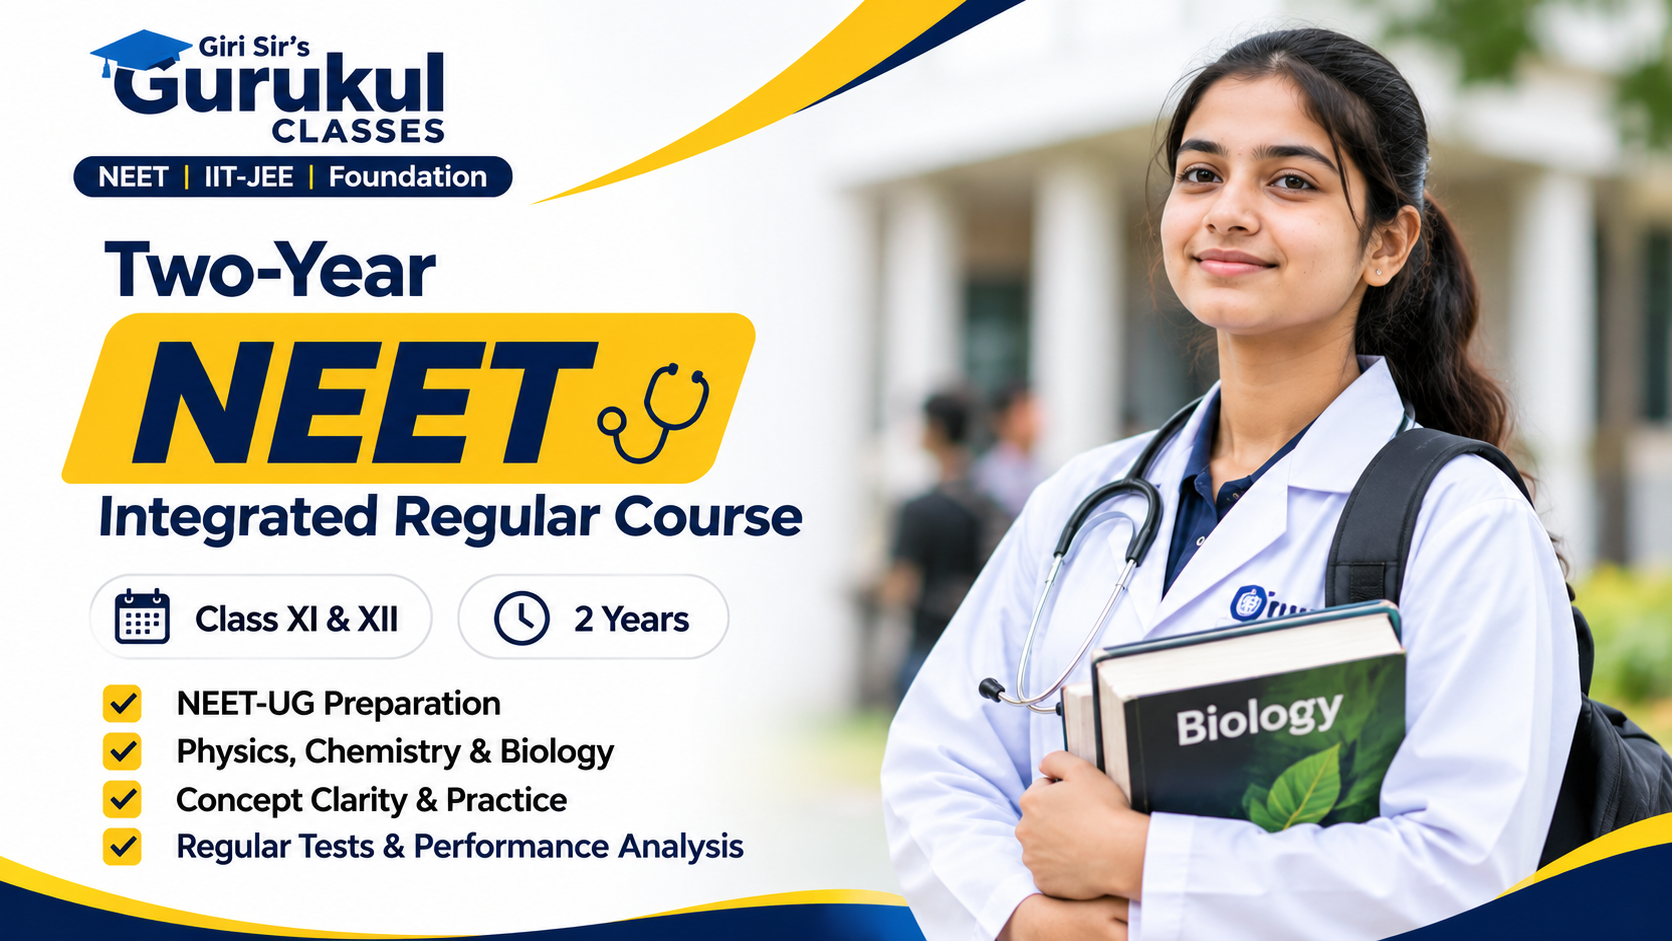 Giri Sir's
Gurukul
CLASSES
NEET | IIT-JEE | Foundation
Two-Year
NEET
Integrated Regular Course
Class XI & XII
2 Years
NEET-UG Preparation
Physics, Chemistry & Biology
Concept Clarity & Practice
Regular Tests & Performance Analysis
Biology